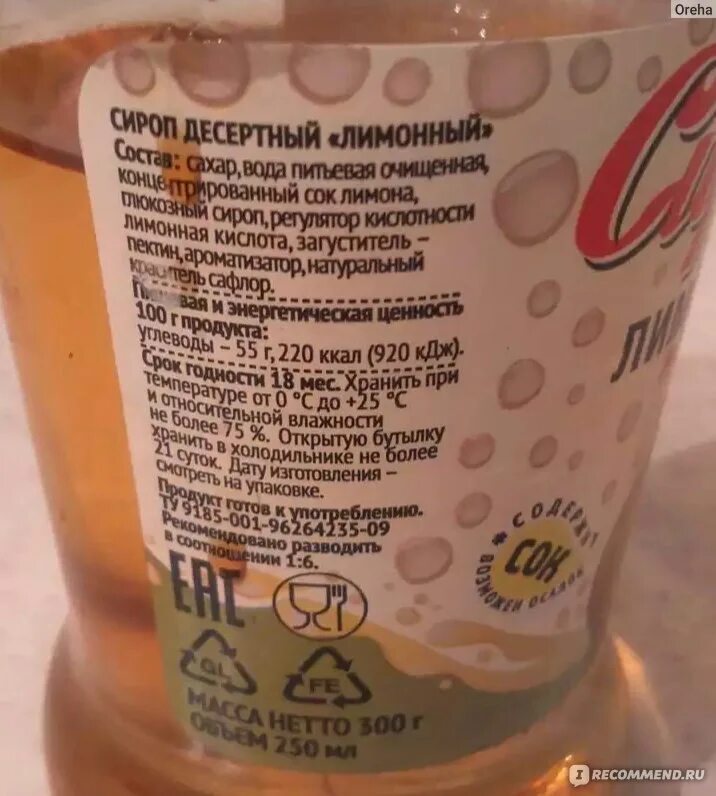 Oreha
СИРОП ДЕСЕРТНЫЙ «ЛИМОННЫЙ»
Состав: сахар, вода питьевая очищенная,
концентрированный сок лимона,
глюкозный сироп, регулятор кислотности
лимонная кислота, загуститель –
пектин, ароматизатор, натуральный
краситель сафлор.
Пищевая и энергетическая ценность
100 г продукта:
углеводы – 55 г, 220 ккал (920 кДж).
Срок годности 18 мес. Хранить при
температуре от 0 °С до +25 °С
и относительной влажности
не более 75 %. Открытую бутылку
хранить в холодильнике не более
21 суток. Дату изготовления –
смотреть на упаковке.
Продукт готов к употреблению.
ТУ 9185-001-96264235-09
Рекомендовано разводить
в соотношении 1:6.
EAC
GL
FE
МАССА НЕТТО 300 г
ОБЪЕМ 250 мл
СОДЕРЖИТ
СОК
ВОЗМОЖЕН ОСАДОК
I RECOMMEND.RU